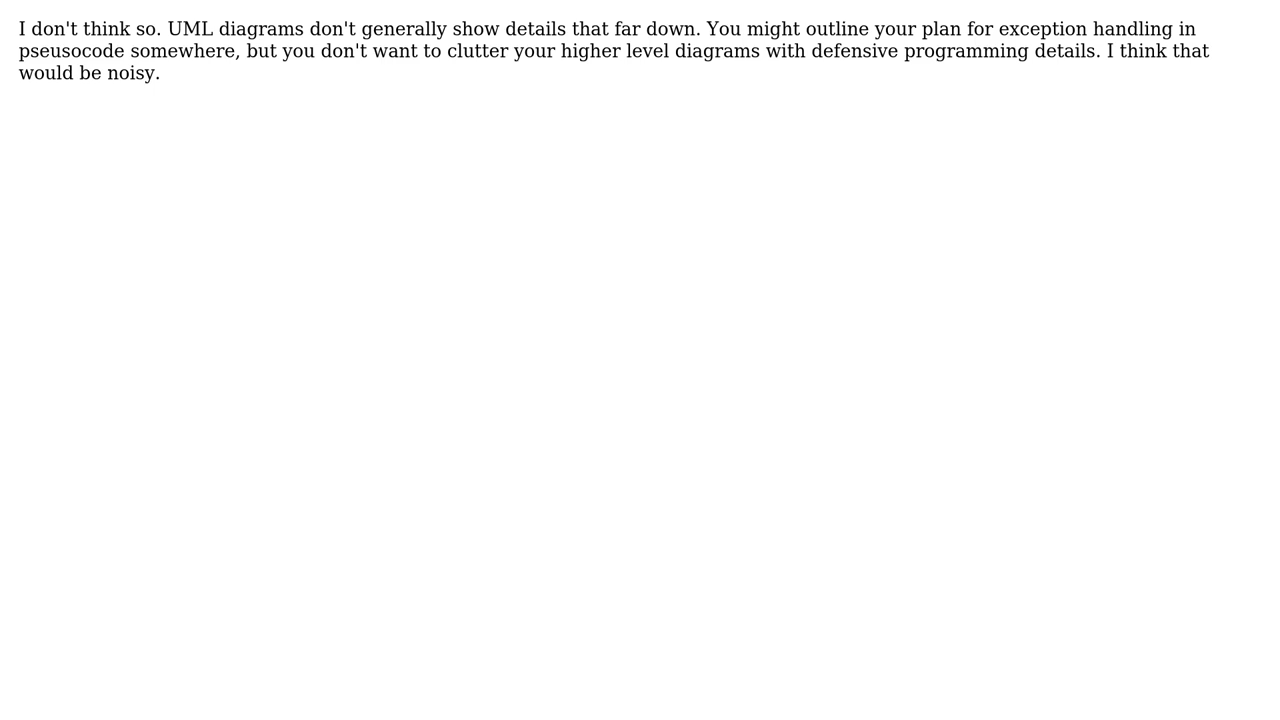 I don't think so. UML diagrams don't generally show details that far down. You might outline your plan for exception handling in
pseusocode somewhere, but you don't want to clutter your higher level diagrams with defensive programming details. I think that
would be noisy.